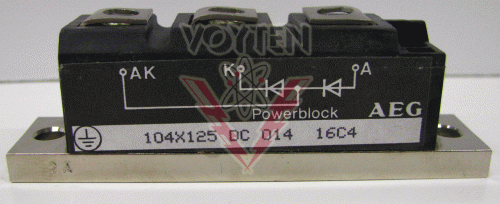 VOYTEN
AK K A
Powerblock AEG
104X125 DC 014 16C4